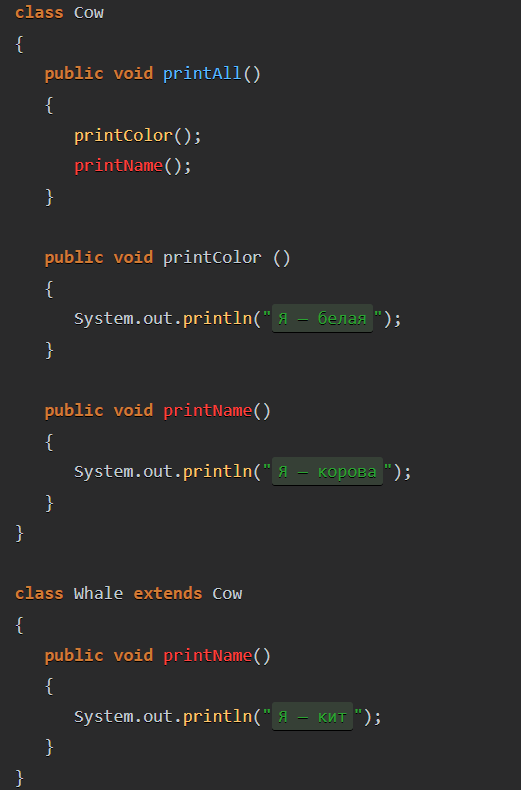 class Cow
{
public void printAll()
{
printColor();
printName();
}
public void printColor ()
{
System.out.println("Я — белая");
}
public void printName()
{
System.out.println("Я — корова");
}
}
class Whale extends Cow
{
public void printName()
{
System.out.println("Я — кит");
}
}